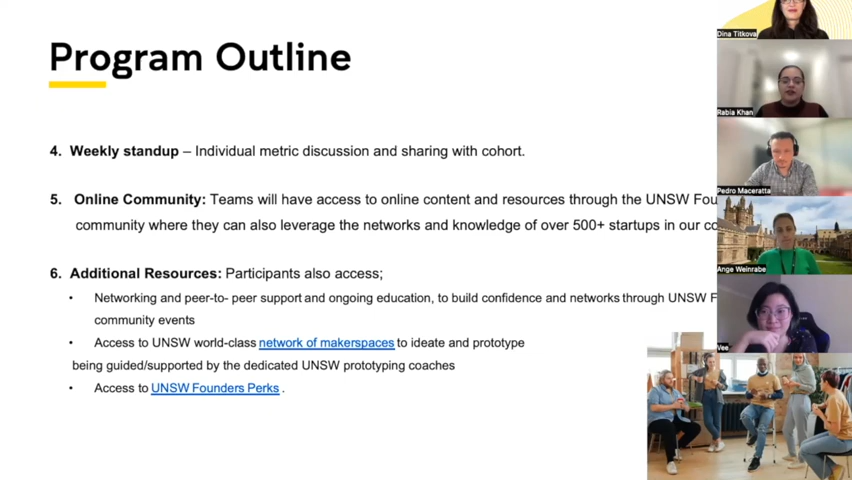 Program Outline
4. Weekly standup – Individual metric discussion and sharing with cohort.
5. Online Community: Teams will have access to online content and resources through the UNSW Fou
community where they can also leverage the networks and knowledge of over 500+ startups in our co
6. Additional Resources: Participants also access;
• Networking and peer-to- peer support and ongoing education, to build confidence and networks through UNSW F
community events
• Access to UNSW world-class network of makerspaces to ideate and prototype
being guided/supported by the dedicated UNSW prototyping coaches
• Access to UNSW Founders Perks .
Dina Titkova
Rabia Khan
Pedro Maceratta
Ange Weinrabe
Vee